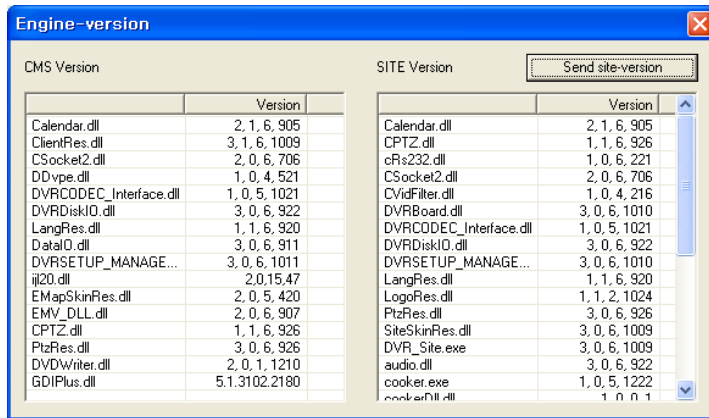 Engine-version
CMS Version
Version
Calendar.dll 2, 1, 6, 905
ClientRes.dll 3, 1, 6, 1009
CSocket2.dll 2, 0, 6, 706
DDvpe.dll 1, 0, 4, 521
DVRCODEC_Interface.dll 1, 0, 5, 1021
DVRDiskIO.dll 3, 0, 6, 922
LangRes.dll 1, 1, 6, 920
DataIO.dll 3, 0, 6, 911
DVRSETUP_MANAGE... 3, 0, 6, 1011
ijl20.dll 2,0,15,47
EMapSkinRes.dll 2, 0, 5, 420
EMV_DLL.dll 2, 0, 6, 907
CPTZ.dll 1, 1, 6, 926
PtzRes.dll 3, 0, 6, 926
DVDWriter.dll 2, 0, 1, 1210
GDIPlus.dll 5.1.3102.2180
SITE Version
Send site-version
Version
Calendar.dll 2, 1, 6, 905
CPTZ.dll 1, 1, 6, 926
cRs232.dll 1, 0, 6, 221
CSocket2.dll 2, 0, 6, 706
CVidFilter.dll 1, 0, 4, 216
DVRBoard.dll 3, 0, 6, 1010
DVRCODEC_Interface.dll 1, 0, 5, 1021
DVRDiskIO.dll 3, 0, 6, 922
DVRSETUP_MANAGE... 3, 0, 6, 1010
LangRes.dll 1, 1, 6, 920
LogoRes.dll 1, 1, 2, 1024
PtzRes.dll 3, 0, 6, 926
SiteSkinRes.dll 3, 0, 6, 1009
DVR_Site.exe 3, 0, 6, 1009
audio.dll 3, 0, 6, 922
cooker.exe 1, 0, 5, 1222
cookerDll.dll 1, 0, 0, 1